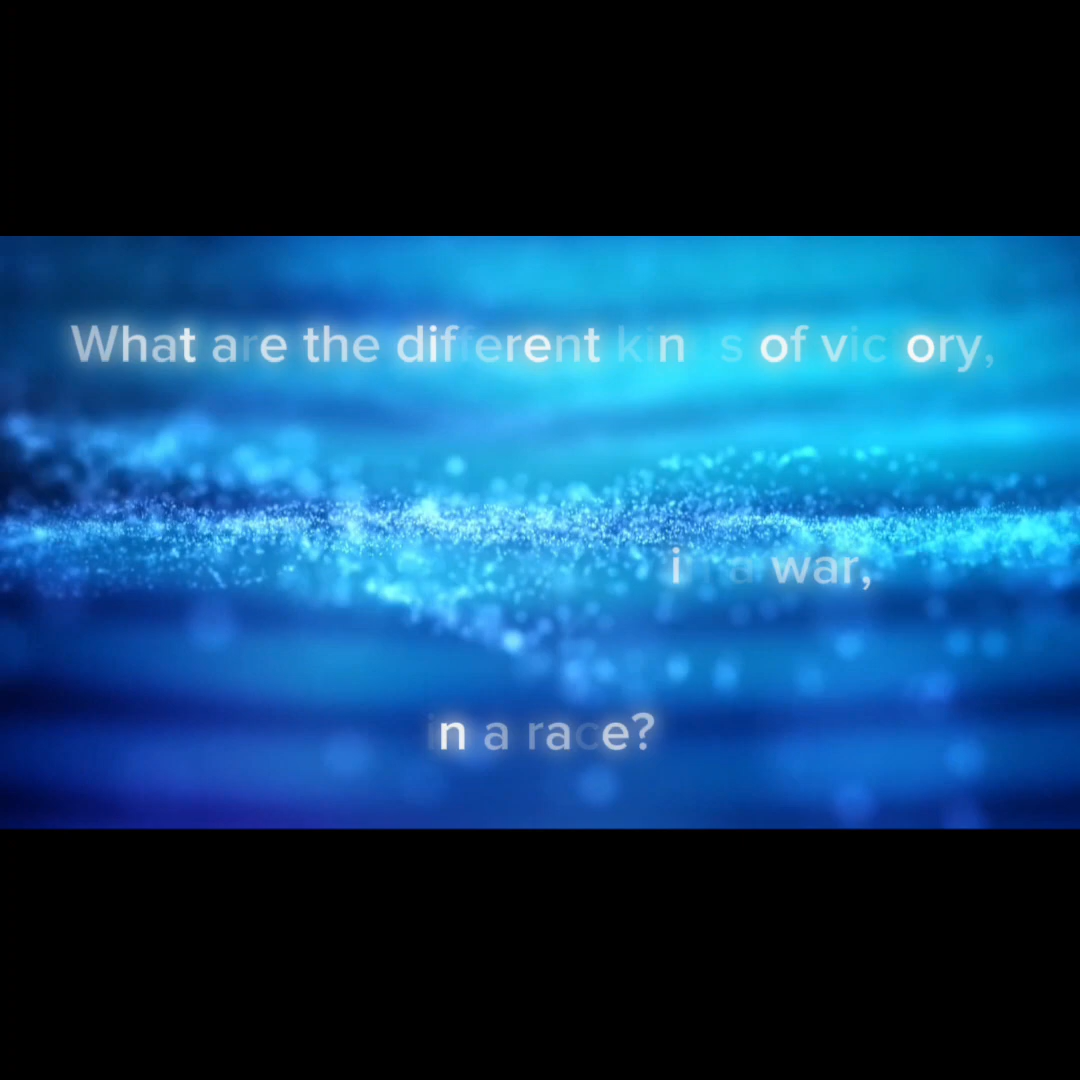 What are the different kinds of victory,
in a war,
in a race?